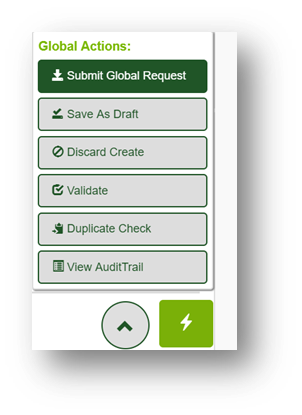 Global Actions:
Submit Global Request
Save As Draft
Discard Create
Validate
Duplicate Check
View AuditTrail